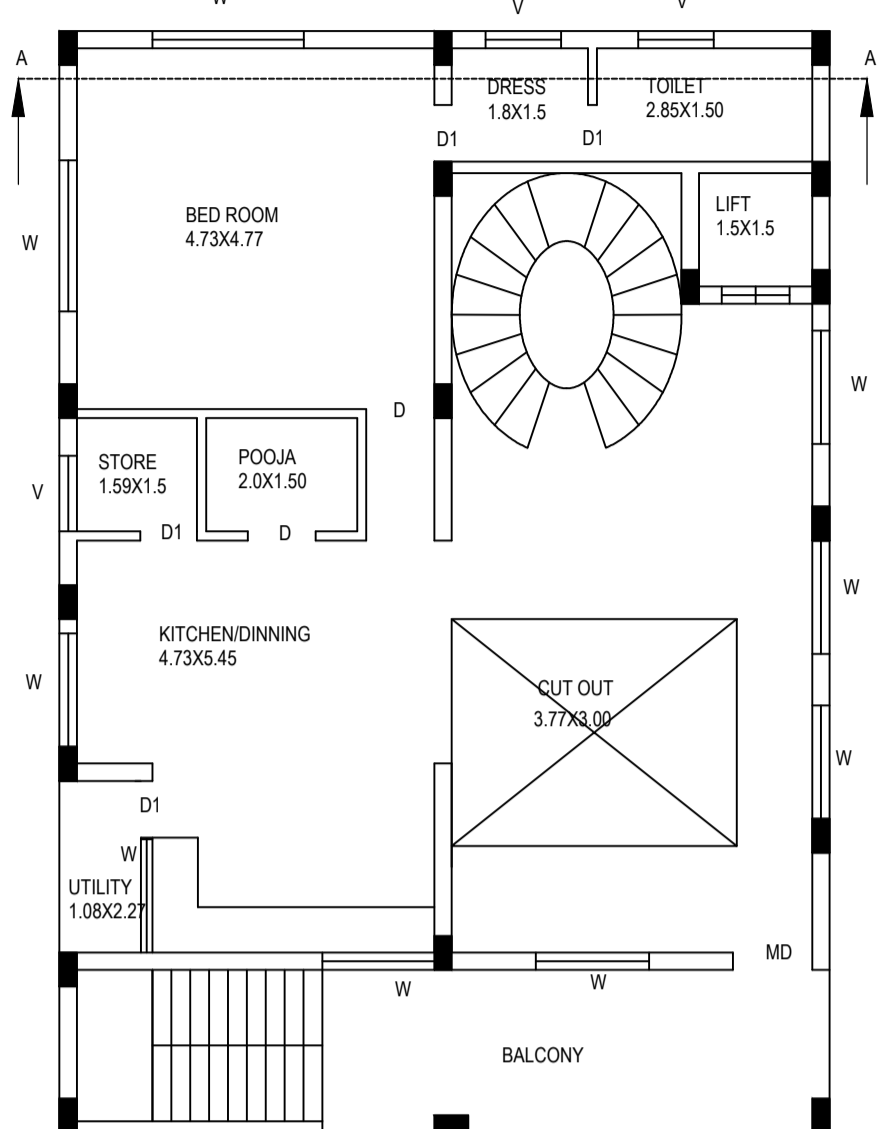 W
V
V
A
A
DRESS
1.8X1.5
TOILET
2.85X1.50
D1
D1
BED ROOM
4.73X4.77
LIFT
1.5X1.5
W
W
D
STORE
1.59X1.5
POOJA
2.0X1.50
V
D1
D
W
KITCHEN/DINNING
4.73X5.45
W
CUT OUT
3.77X3.00
W
D1
W
UTILITY
1.08X2.27
MD
W
W
BALCONY